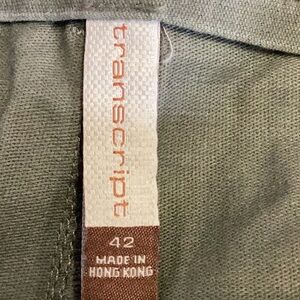 transcript
42
MADE IN
HONG KONG